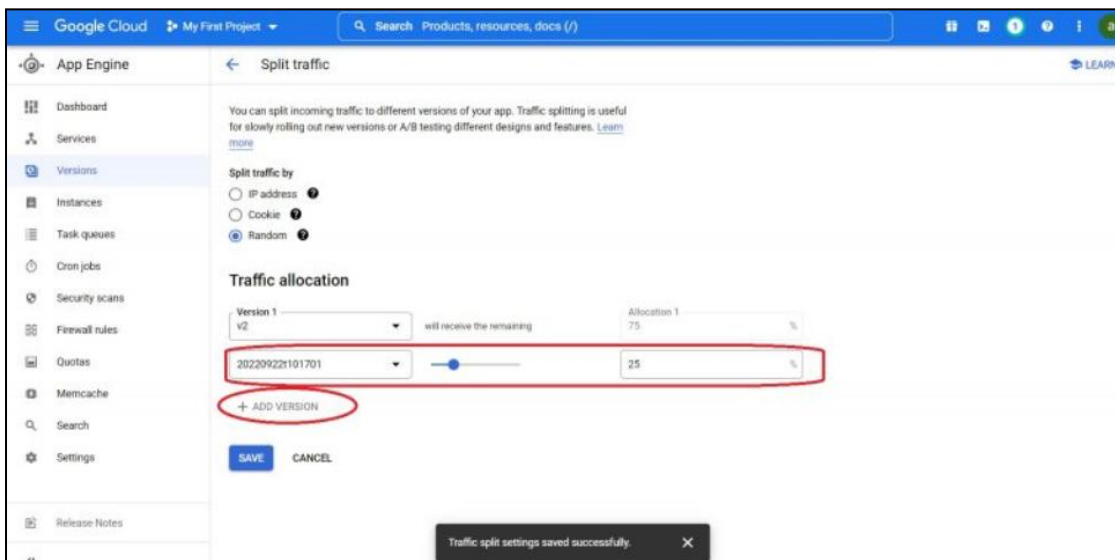 Google Cloud My First Project Search Products, resources, docs (/) 1 a
App Engine Split traffic LEARN
Dashboard
Services
Versions
Instances
Task queues
Cron jobs
Security scans
Firewall rules
Quotas
Memcache
Search
Settings
Release Notes
You can split incoming traffic to different versions of your app. Traffic splitting is useful
for slowly rolling out new versions or A/B testing different designs and features. Learn
more
Split traffic by
IP address
Cookie
Random
Traffic allocation
Version 1 Allocation 1
v2 will receive the remaining 75 %
20220922t101701 25 %
+ ADD VERSION
SAVE CANCEL
Traffic split settings saved successfully.